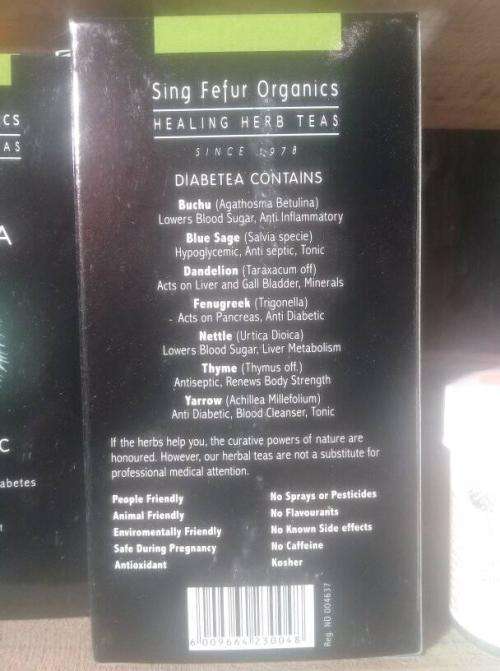 Sing Fefur Organics
HEALING HERB TEAS
SINCE 1978
DIABETEA CONTAINS
Buchu (Agathosma Betulina)
Lowers Blood Sugar, Anti Inflammatory
Blue Sage (Salvia specie)
Hypoglycemic, Anti septic, Tonic
Dandelion (Taraxacum off)
Acts on Liver and Gall Bladder, Minerals
Fenugreek (Trigonella)
- Acts on Pancreas, Anti Diabetic
Nettle (Urtica Dioica)
Lowers Blood Sugar, Liver Metabolism
Thyme (Thymus off.)
Antiseptic, Renews Body Strength
Yarrow (Achillea Millefolium)
Anti Diabetic, Blood Cleanser, Tonic
If the herbs help you, the curative powers of nature are
honoured. However, our herbal teas are not a substitute for
professional medical attention.
People Friendly
Animal Friendly
Enviromentally Friendly
Safe During Pregnancy
Antioxidant
No Sprays or Pesticides
No Flavourants
No Known Side effects
No Caffeine
Kosher
6 009664 230048
Reg. NO 004637
CS
AS
A
C
abetes